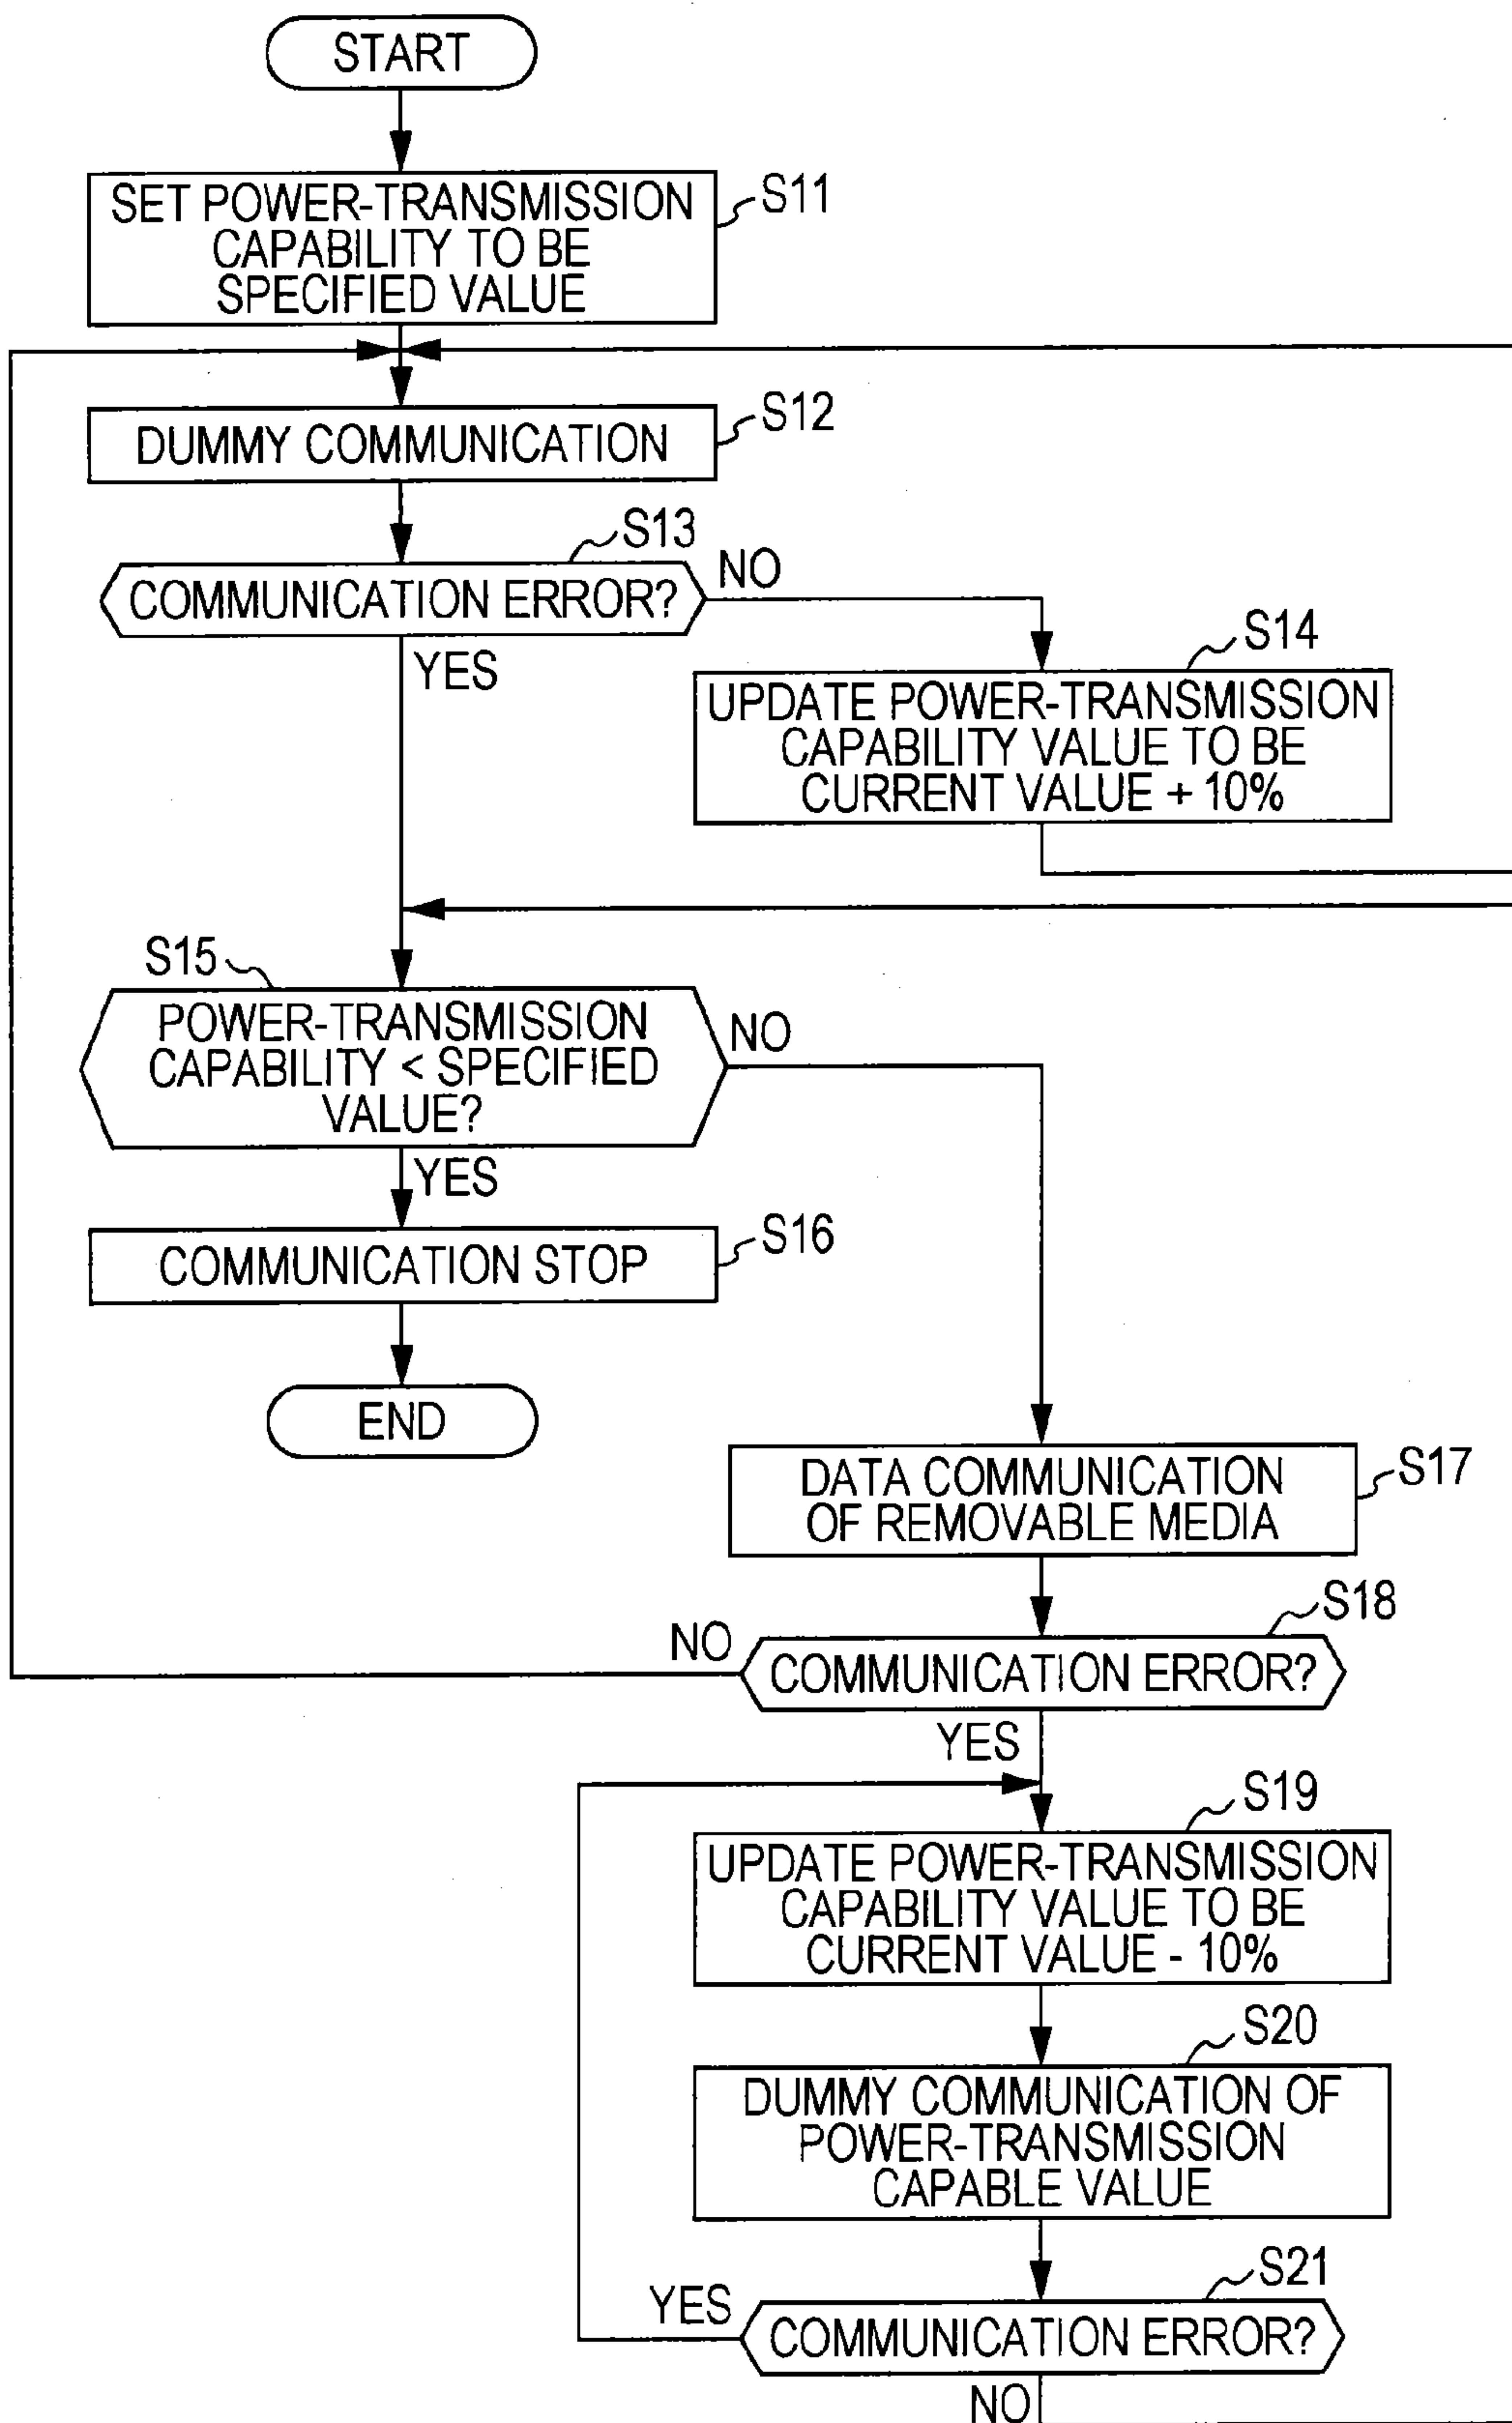 START
SET POWER-TRANSMISSION
CAPABILITY TO BE
SPECIFIED VALUE
S11
DUMMY COMMUNICATION
S12
S13
COMMUNICATION ERROR?
NO
YES
S14
UPDATE POWER-TRANSMISSION
CAPABILITY VALUE TO BE
CURRENT VALUE + 10%
S15
POWER-TRANSMISSION
CAPABILITY < SPECIFIED
VALUE?
NO
YES
COMMUNICATION STOP
S16
END
DATA COMMUNICATION
OF REMOVABLE MEDIA
S17
S18
NO
COMMUNICATION ERROR?
YES
S19
UPDATE POWER-TRANSMISSION
CAPABILITY VALUE TO BE
CURRENT VALUE - 10%
S20
DUMMY COMMUNICATION OF
POWER-TRANSMISSION
CAPABLE VALUE
S21
YES
COMMUNICATION ERROR?
NO